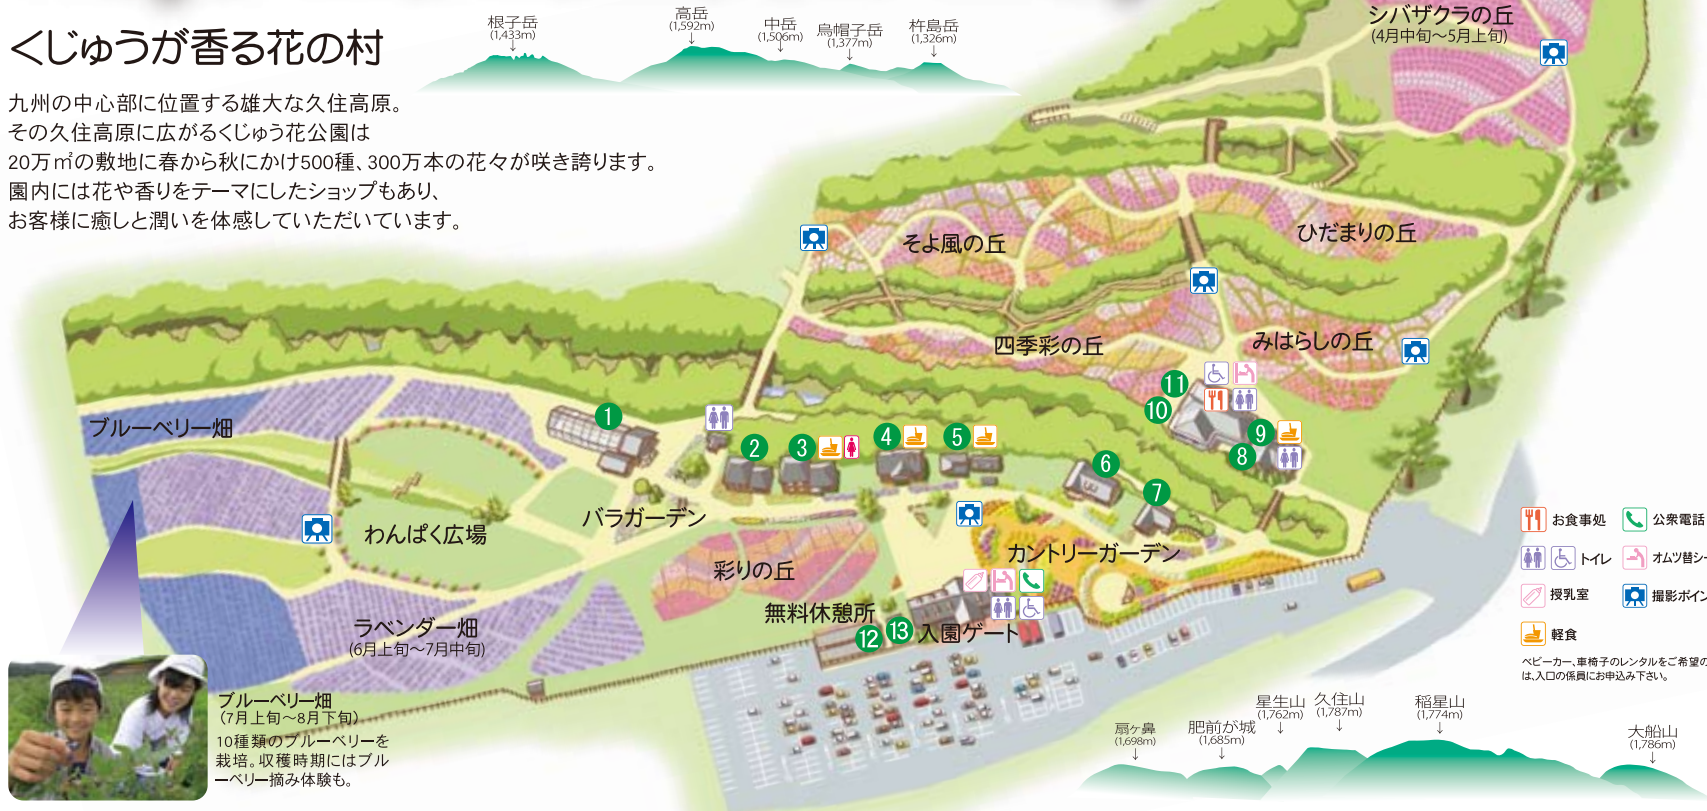 くじゅうが香る花の村
九州の中心部に位置する雄大な久住高原。
その久住高原に広がるくじゅう花公園は
20万㎡の敷地に春から秋にかけ500種、300万本の花々が咲き誇ります。
園内には花や香りをテーマにしたショップもあり、
お客様に癒しと潤いを体感していただいています。
根子岳
(1,433m)
高岳
(1,592m)
中岳
(1,506m)
烏帽子岳
(1,377m)
杵島岳
(1,326m)
シバザクラの丘
(4月中旬〜5月上旬)
そよ風の丘
ひだまりの丘
四季彩の丘
みはらしの丘
ブルーベリー畑
1
2
3
4
5
6
7
8
9
10
11
わんぱく広場
バラガーデン
彩りの丘
カントリーガーデン
ラベンダー畑
(6月上旬〜7月中旬)
無料休憩所
12
13
入園ゲート
お食事処
公衆電話
トイレ
オムツ替シー
授乳室
撮影ポイン
軽食
ベビーカー、車椅子のレンタルをご希望の
は、入口の係員にお申込み下さい。
ブルーベリー畑
(7月上旬〜8月下旬)
10種類のブルーベリーを
栽培。収穫時期にはブル
ーベリー摘み体験も。
扇ヶ鼻
(1,698m)
肥前が城
(1,685m)
星生山
(1,762m)
久住山
(1,787m)
稲星山
(1,774m)
大船山
(1,786m)